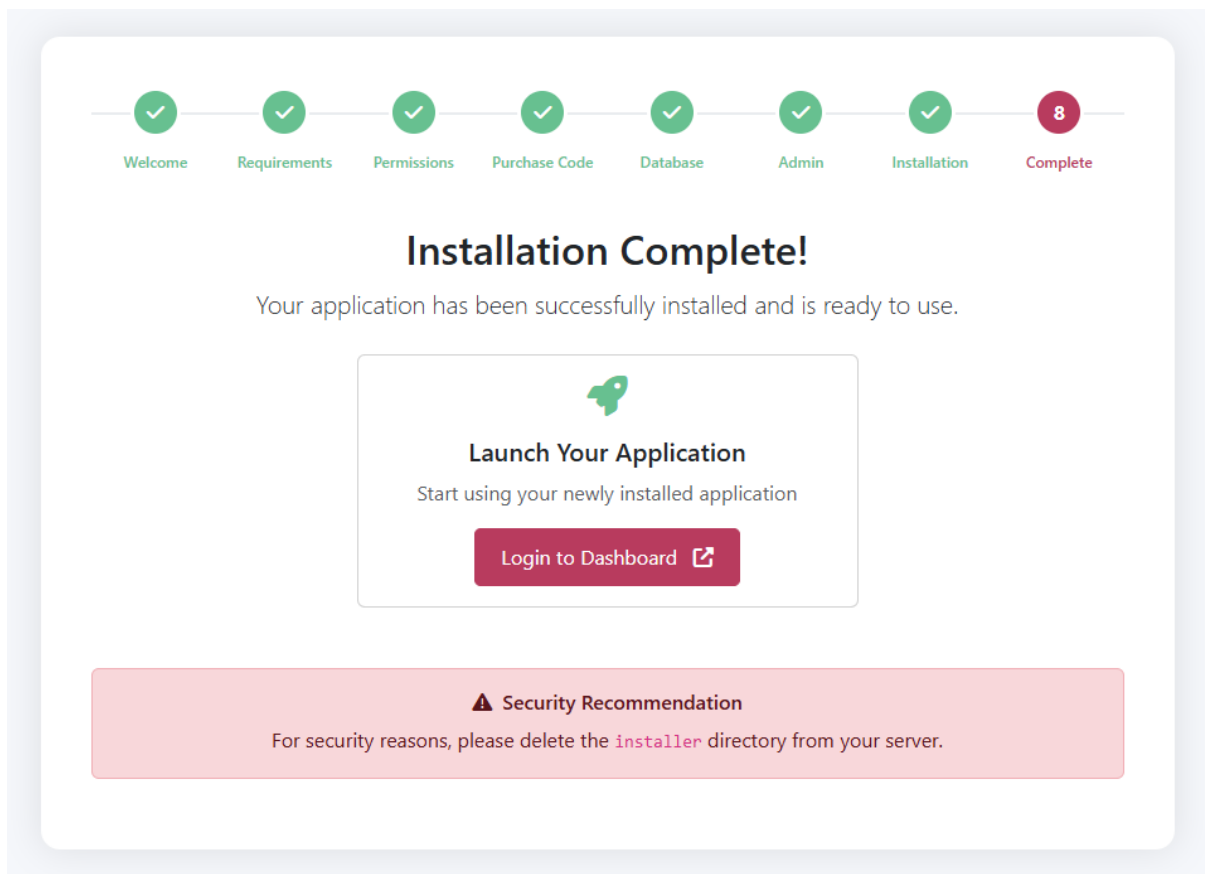 8
Welcome Requirements Permissions Purchase Code Database Admin Installation Complete
Installation Complete!
Your application has been successfully installed and is ready to use.
Launch Your Application
Start using your newly installed application
Login to Dashboard
Security Recommendation
For security reasons, please delete the installer directory from your server.